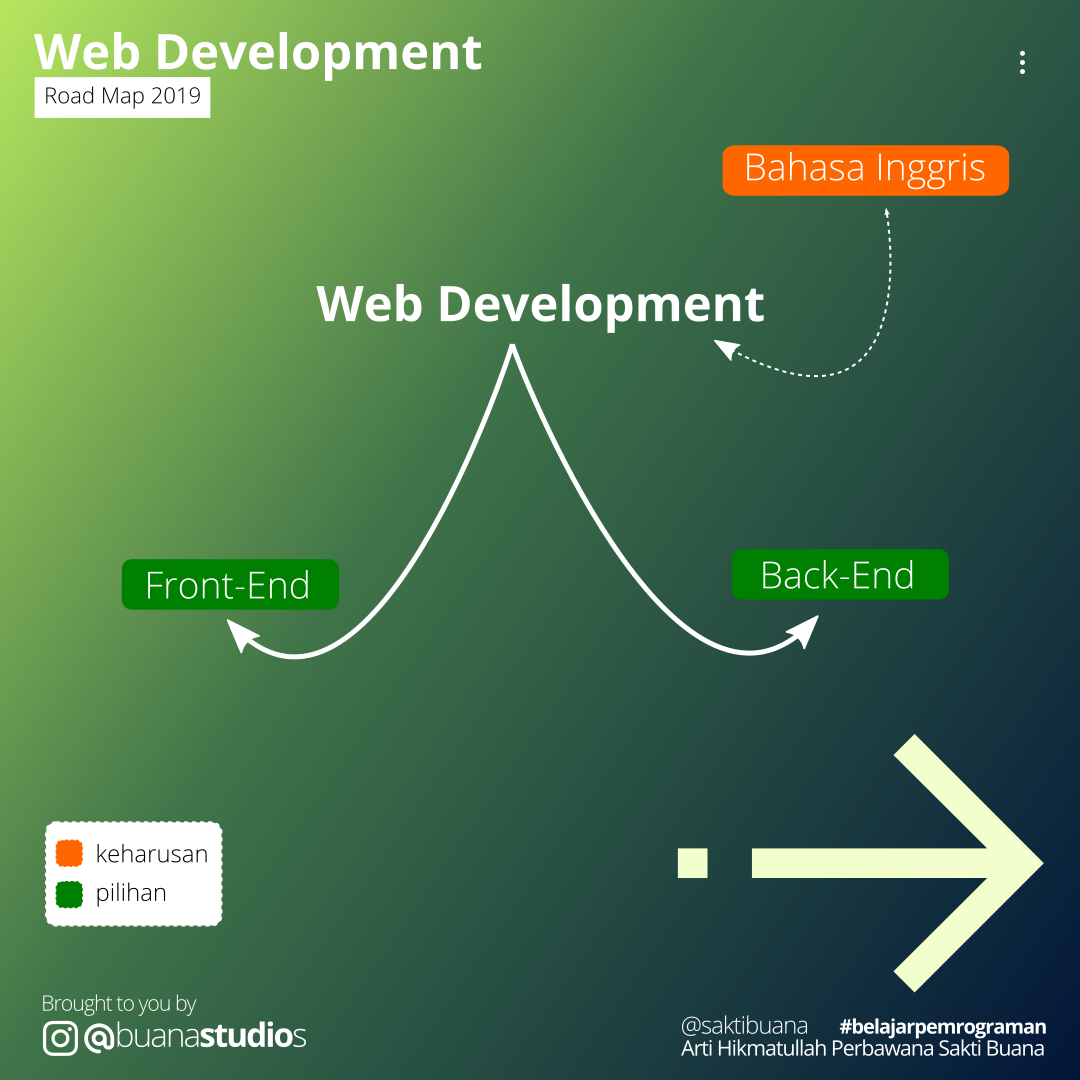 Web Development
Road Map 2019
Bahasa Inggris
Web Development
Front-End
Back-End
keharusan
pilihan
Brought to you by
@buanastudios
@saktibuana #belajarpemrograman
Arti Hikmatullah Perbawana Sakti Buana